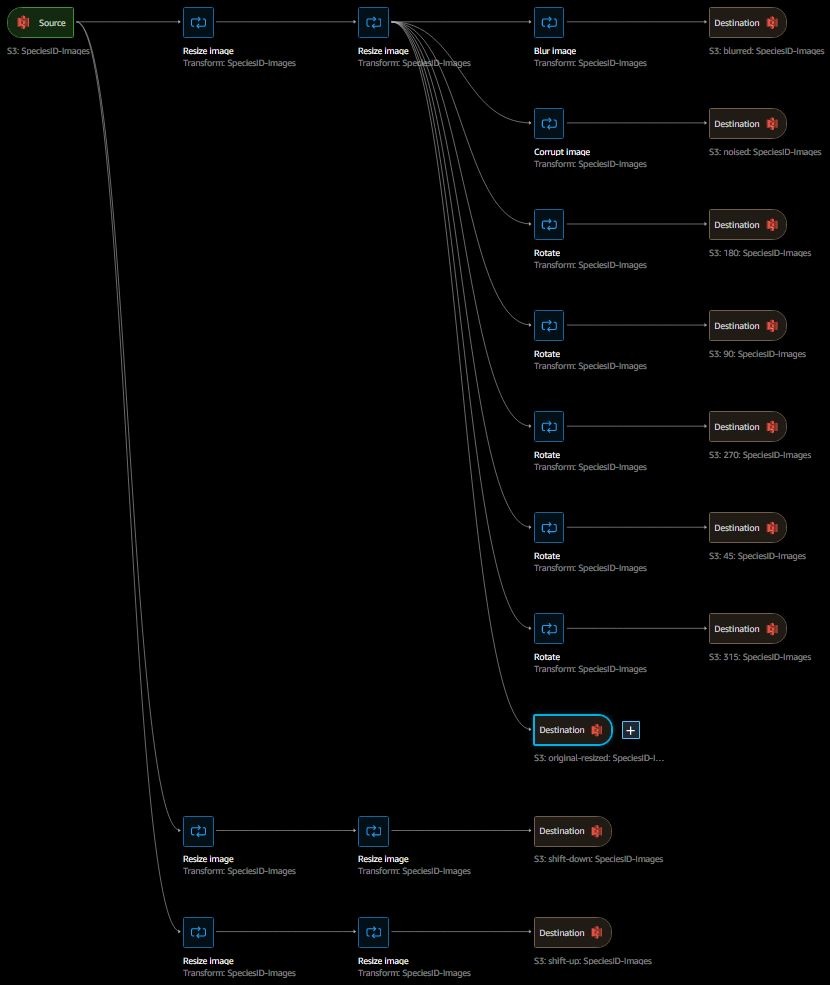 Source
S3: SpeciesID-Images
Resize image
Transform: SpeciesID-Images
Resize image
Transform: SpeciesID-Images
Blur image
Transform: SpeciesID-Images
Destination
S3: blurred: SpeciesID-Images
Corrupt image
Transform: SpeciesID-Images
Destination
S3: noised: SpeciesID-Images
Rotate
Transform: SpeciesID-Images
Destination
S3: 180: SpeciesID-Images
Rotate
Transform: SpeciesID-Images
Destination
S3: 90: SpeciesID-Images
Rotate
Transform: SpeciesID-Images
Destination
S3: 270: SpeciesID-Images
Rotate
Transform: SpeciesID-Images
Destination
S3: 45: SpeciesID-Images
Rotate
Transform: SpeciesID-Images
Destination
S3: 315: SpeciesID-Images
Destination
S3: original-resized: SpeciesID-I...
Resize image
Transform: SpeciesID-Images
Resize image
Transform: SpeciesID-Images
Destination
S3: shift-down: SpeciesID-Images
Resize image
Transform: SpeciesID-Images
Resize image
Transform: SpeciesID-Images
Destination
S3: shift-up: SpeciesID-Images